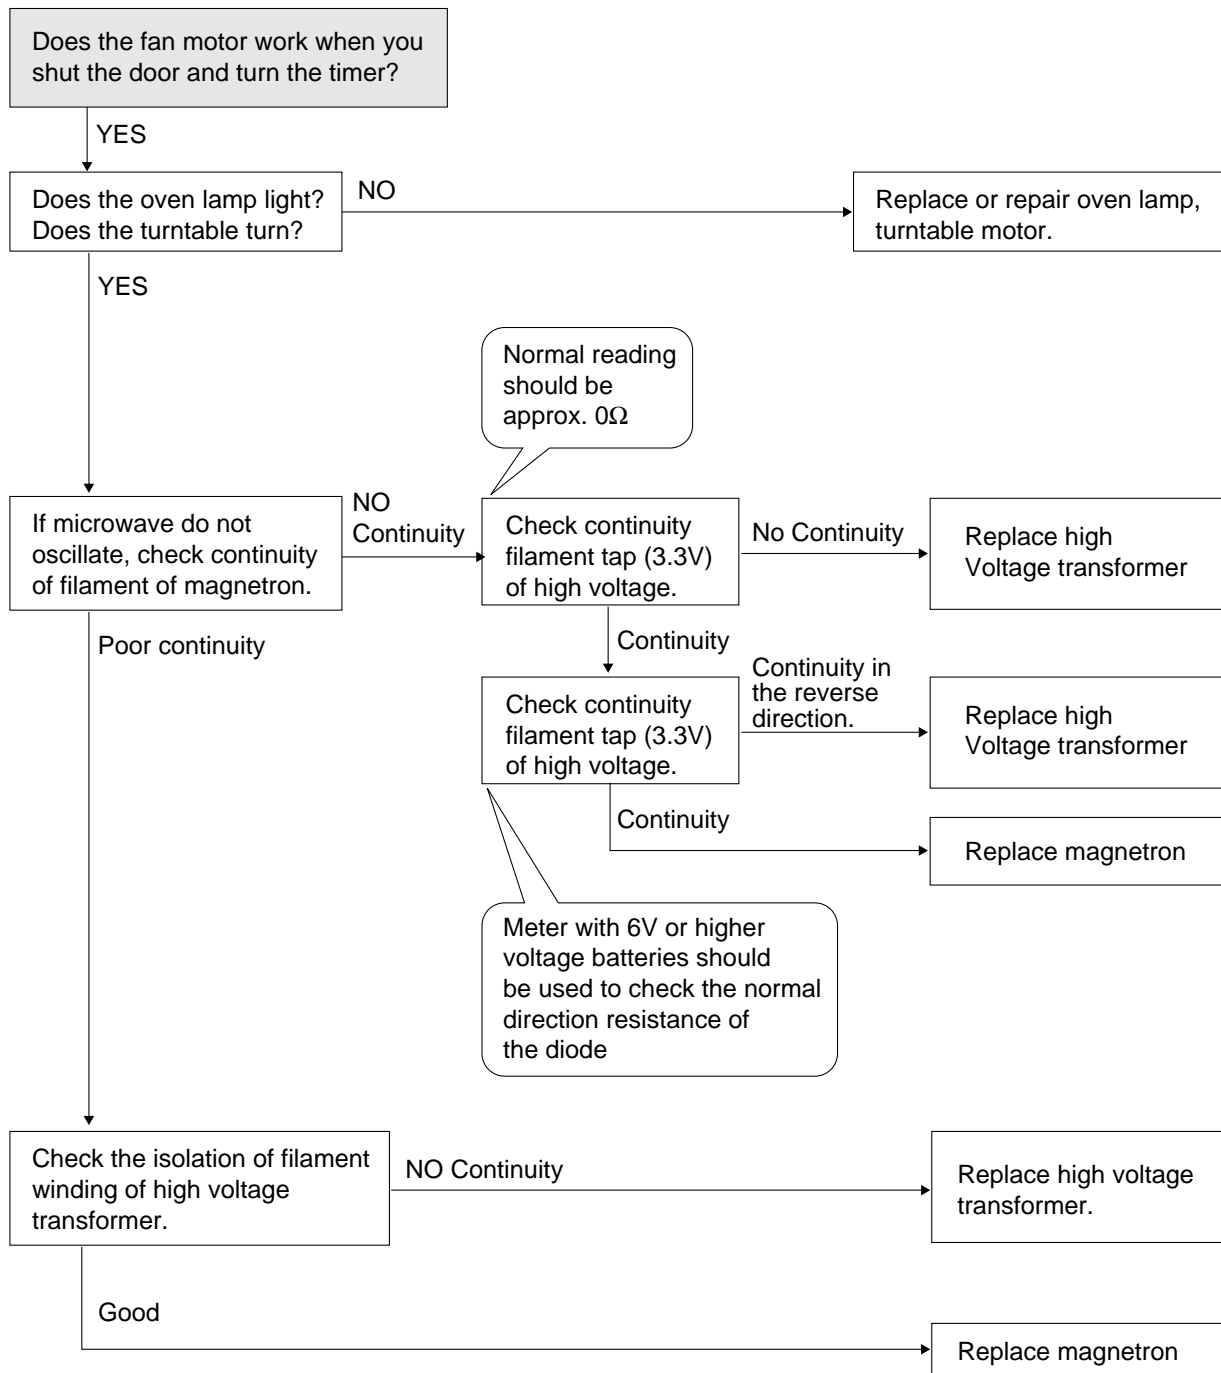 Does the fan motor work when you
shut the door and turn the timer?
YES
Does the oven lamp light?
Does the turntable turn?
NO
Replace or repair oven lamp,
turntable motor.
YES
Normal reading
should be
approx. 0Ω
If microwave do not
oscillate, check continuity
of filament of magnetron.
NO
Continuity
Check continuity
filament tap (3.3V)
of high voltage.
No Continuity
Replace high
Voltage transformer
Poor continuity
Continuity
Check continuity
filament tap (3.3V)
of high voltage.
Continuity in
the reverse
direction.
Replace high
Voltage transformer
Continuity
Replace magnetron
Meter with 6V or higher
voltage batteries should
be used to check the normal
direction resistance of
the diode
Check the isolation of filament
winding of high voltage
transformer.
NO Continuity
Replace high voltage
transformer.
Good
Replace magnetron